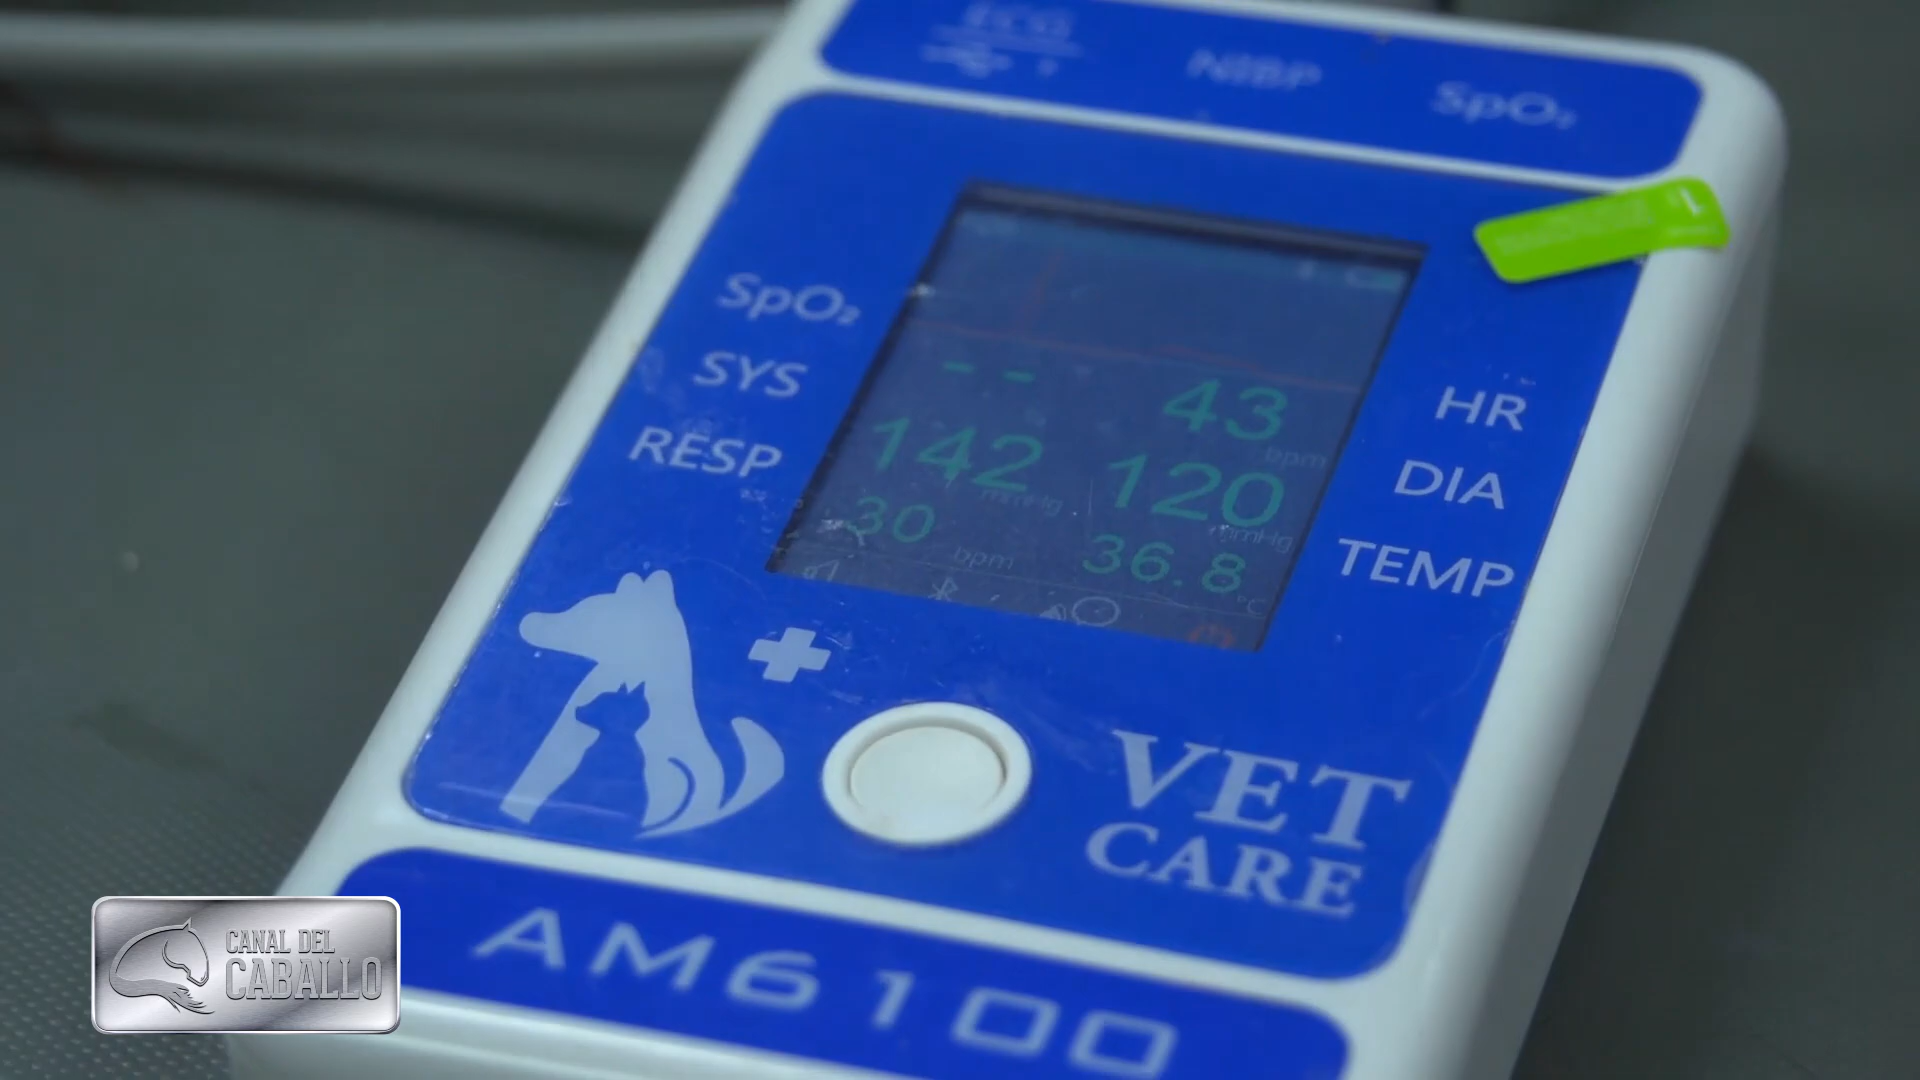 ECG
NIBP
SpO₂
SpO₂
SYS
RESP
-- 43
bpm
142 120
mmHg mmHg
30 36.8
bpm °C
HR
DIA
TEMP
VET
CARE
AM6100
CANAL DEL
CABALLO